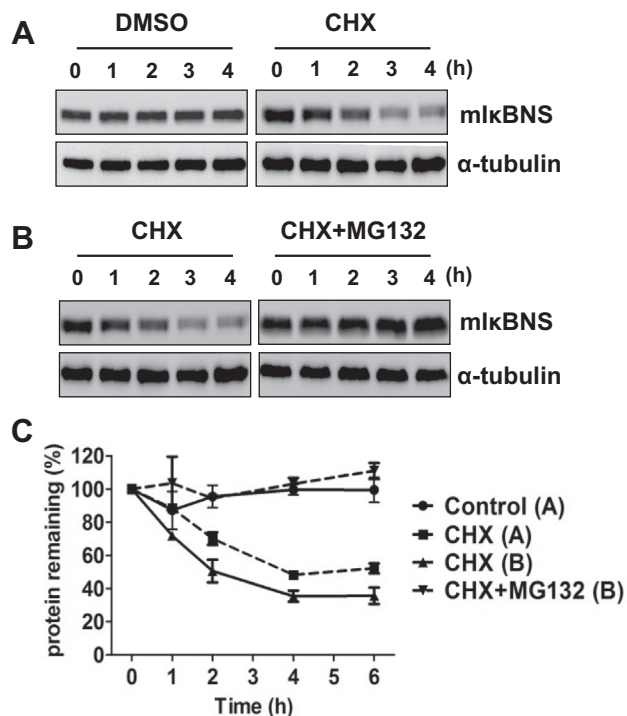 A
DMSO CHX
0 1 2 3 4 0 1 2 3 4 (h)
mIκBNS
α-tubulin
B
CHX CHX+MG132
0 1 2 3 4 0 1 2 3 4 (h)
mIκBNS
α-tubulin
C
protein remaining (%)
120
100
80
60
40
20
0
0 1 2 3 4 5 6
Time (h)
Control (A)
CHX (A)
CHX (B)
CHX+MG132 (B)